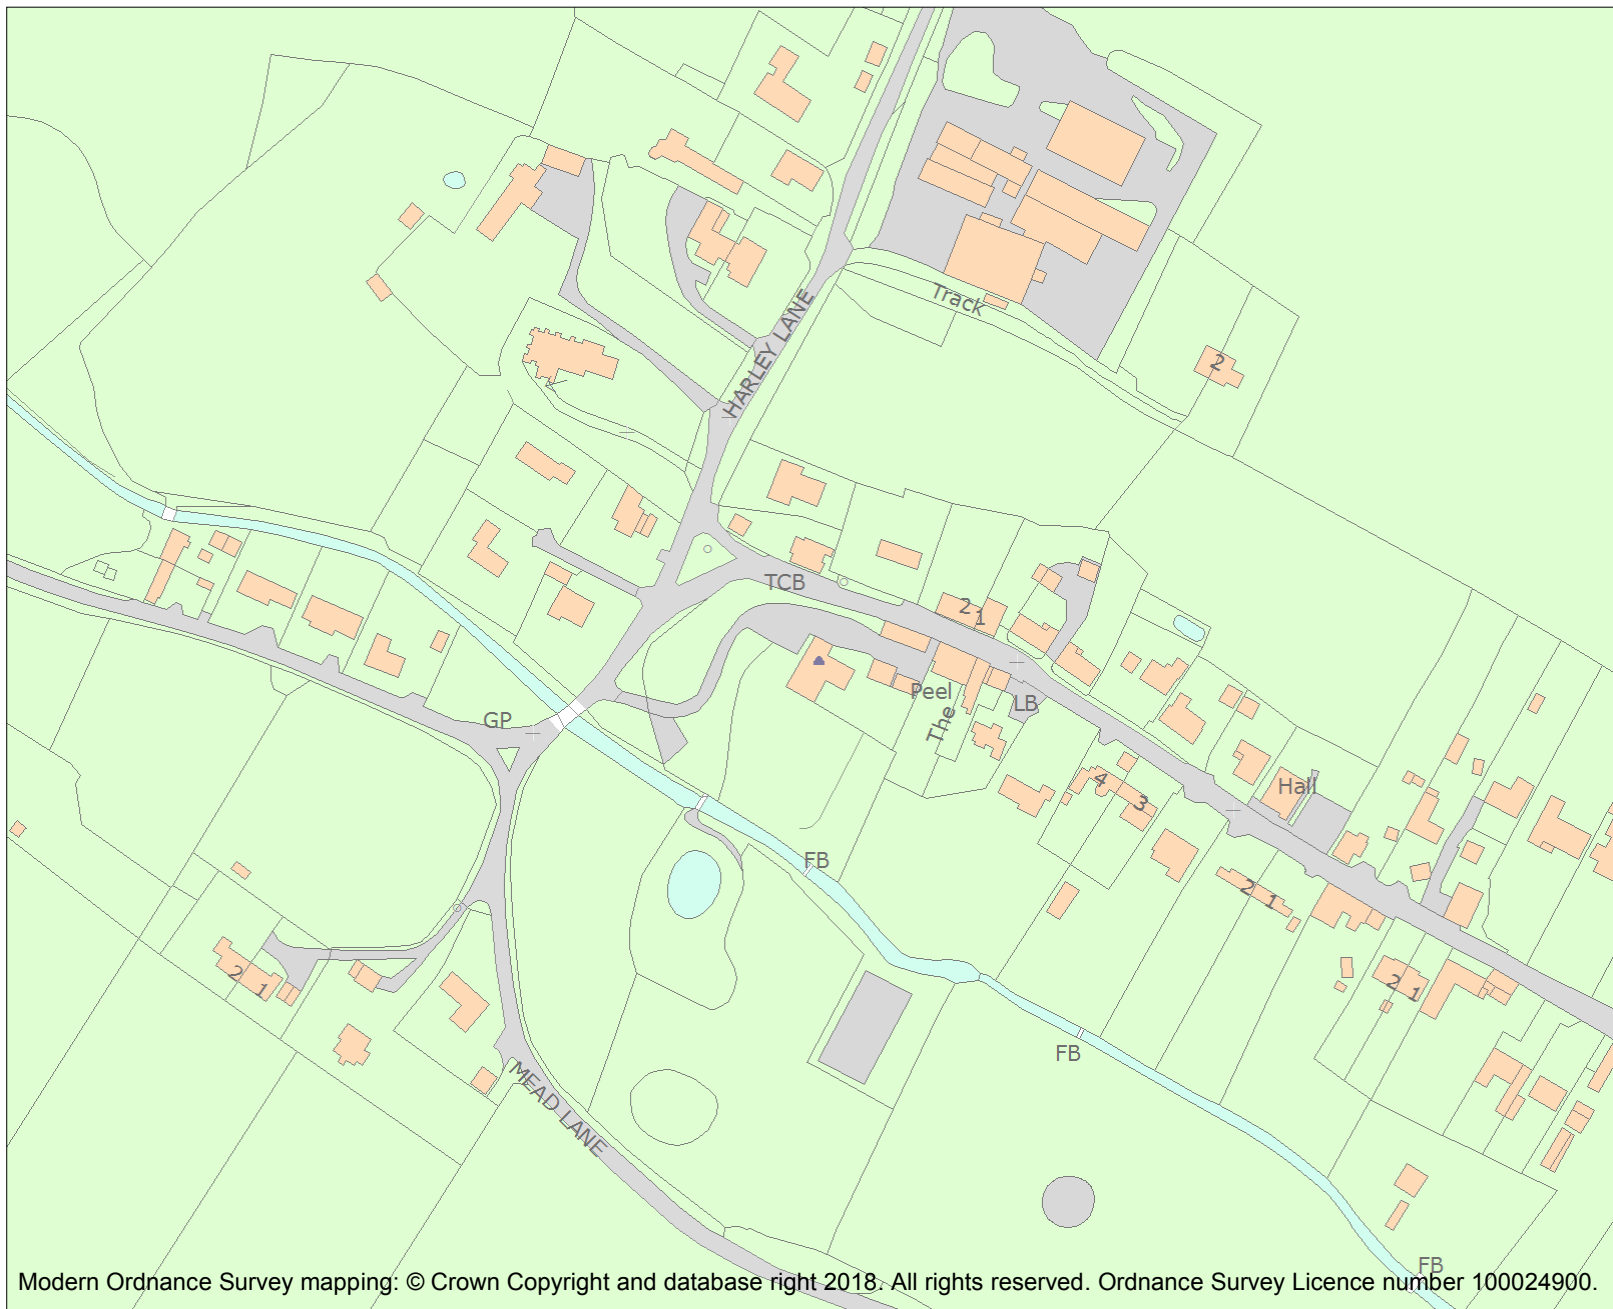 Track
HARLEY LANE
2
TCB
2
1
Peel
The
LB
GP
4
3
Hall
FB
2
1
2
1
2
1
FB
MEAD LANE
FB
Modern Ordnance Survey mapping: © Crown Copyright and database right 2018. All rights reserved. Ordnance Survey Licence number 100024900.